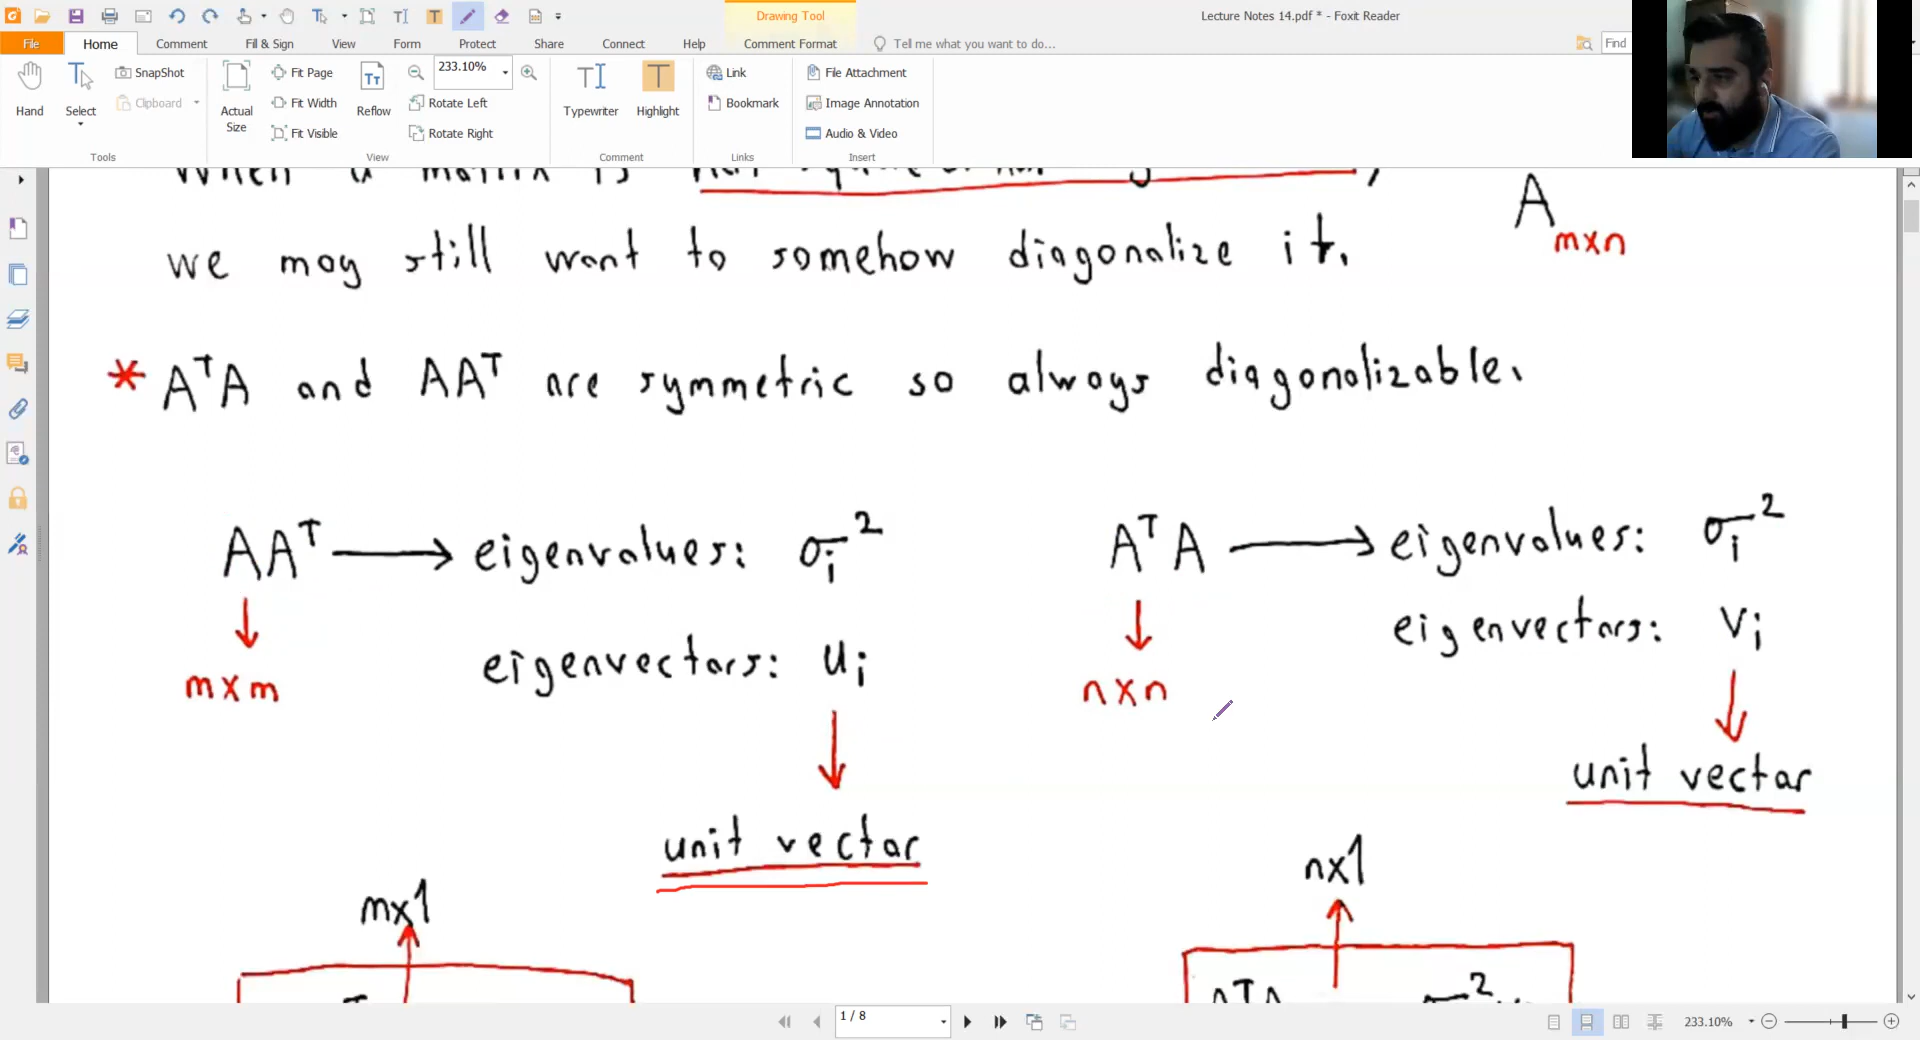 Drawing Tool
Lecture Notes 14.pdf * - Foxit Reader
File Home Comment Fill & Sign View Form Protect Share Connect Help Comment Format Tell me what you want to do... Find
Hand Select SnapShot Clipboard Actual Size Fit Page Fit Width Fit Visible Reflow 233.10% Rotate Left Rotate Right Typewriter Highlight Link Bookmark File Attachment Image Annotation Audio & Video
Tools View Comment Links Insert
When a matrix is
A m×n
we may still want to somehow diagonalize it.
* AᵀA and AAᵀ are symmetric so always diagonalizable.
AAᵀ → eigenvalues: σᵢ²
AᵀA → eigenvalues: σᵢ²
eigenvectors: uᵢ
eigenvectors: vᵢ
m×m
n×n
unit vector
unit vector
m×1
n×1
1 / 8
233.10%